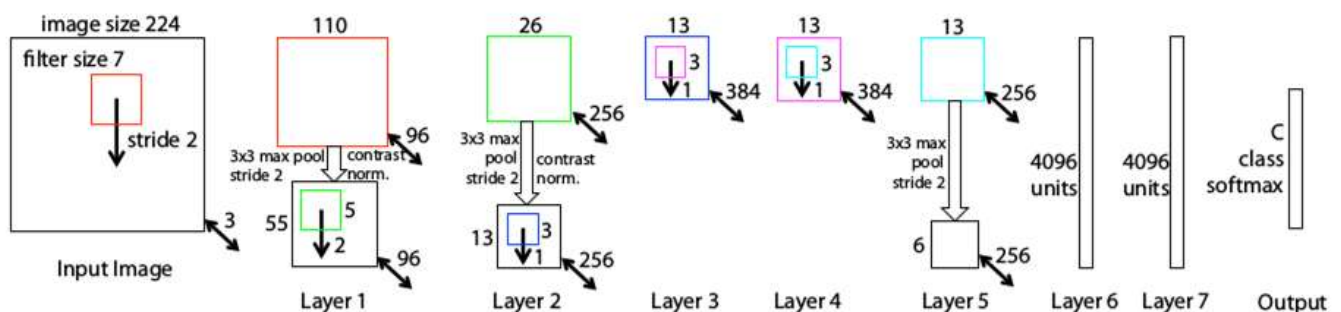 image size 224
filter size 7
stride 2
3
Input Image
110
96
3x3 max pool
stride 2
contrast
norm.
55
5
2
96
Layer 1
26
256
3x3 max
pool
stride 2
contrast
norm.
13
3
1
256
Layer 2
13
3
1
384
Layer 3
13
3
1
384
Layer 4
13
256
3x3 max
pool
stride 2
6
256
Layer 5
4096
units
Layer 6
4096
units
Layer 7
C
class
softmax
Output